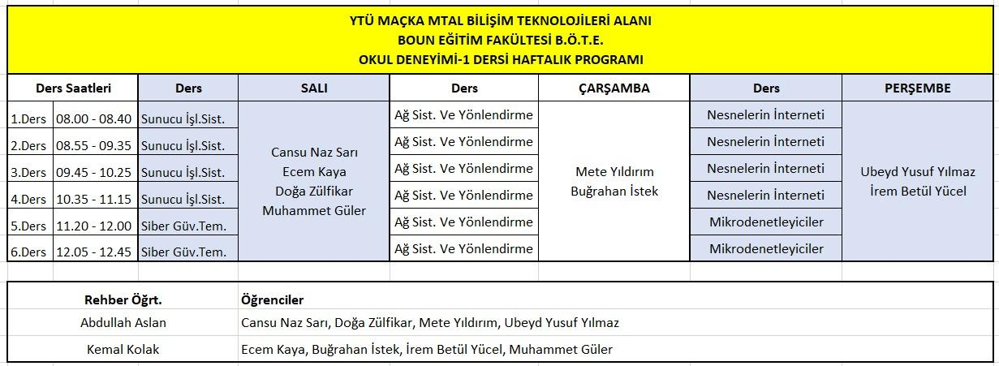 YTÜ MAÇKA MTAL BİLİŞİM TEKNOLOJİLERİ ALANI
BOUN EĞİTİM FAKÜLTESİ B.Ö.T.E.
OKUL DENEYİMİ-1 DERSİ HAFTALIK PROGRAMI
Ders Saatleri Ders SALI Ders ÇARŞAMBA Ders PERŞEMBE
1.Ders 08.00 - 08.40 Sunucu İşl.Sist. Ağ Sist. Ve Yönlendirme Nesnelerin İnterneti
2.Ders 08.55 - 09.35 Sunucu İşl.Sist. Ağ Sist. Ve Yönlendirme Nesnelerin İnterneti
3.Ders 09.45 - 10.25 Sunucu İşl.Sist. Ağ Sist. Ve Yönlendirme Nesnelerin İnterneti
4.Ders 10.35 - 11.15 Sunucu İşl.Sist. Ağ Sist. Ve Yönlendirme Nesnelerin İnterneti
5.Ders 11.20 - 12.00 Siber Güv.Tem. Ağ Sist. Ve Yönlendirme Mikrodenetleyiciler
6.Ders 12.05 - 12.45 Siber Güv.Tem. Ağ Sist. Ve Yönlendirme Mikrodenetleyiciler
Cansu Naz Sarı
Ecem Kaya
Doğa Zülfikar
Muhammet Güler
Mete Yıldırım
Buğrahan İstek
Ubeyd Yusuf Yılmaz
İrem Betül Yücel
Rehber Öğrt. Öğrenciler
Abdullah Aslan Cansu Naz Sarı, Doğa Zülfikar, Mete Yıldırım, Ubeyd Yusuf Yılmaz
Kemal Kolak Ecem Kaya, Buğrahan İstek, İrem Betül Yücel, Muhammet Güler